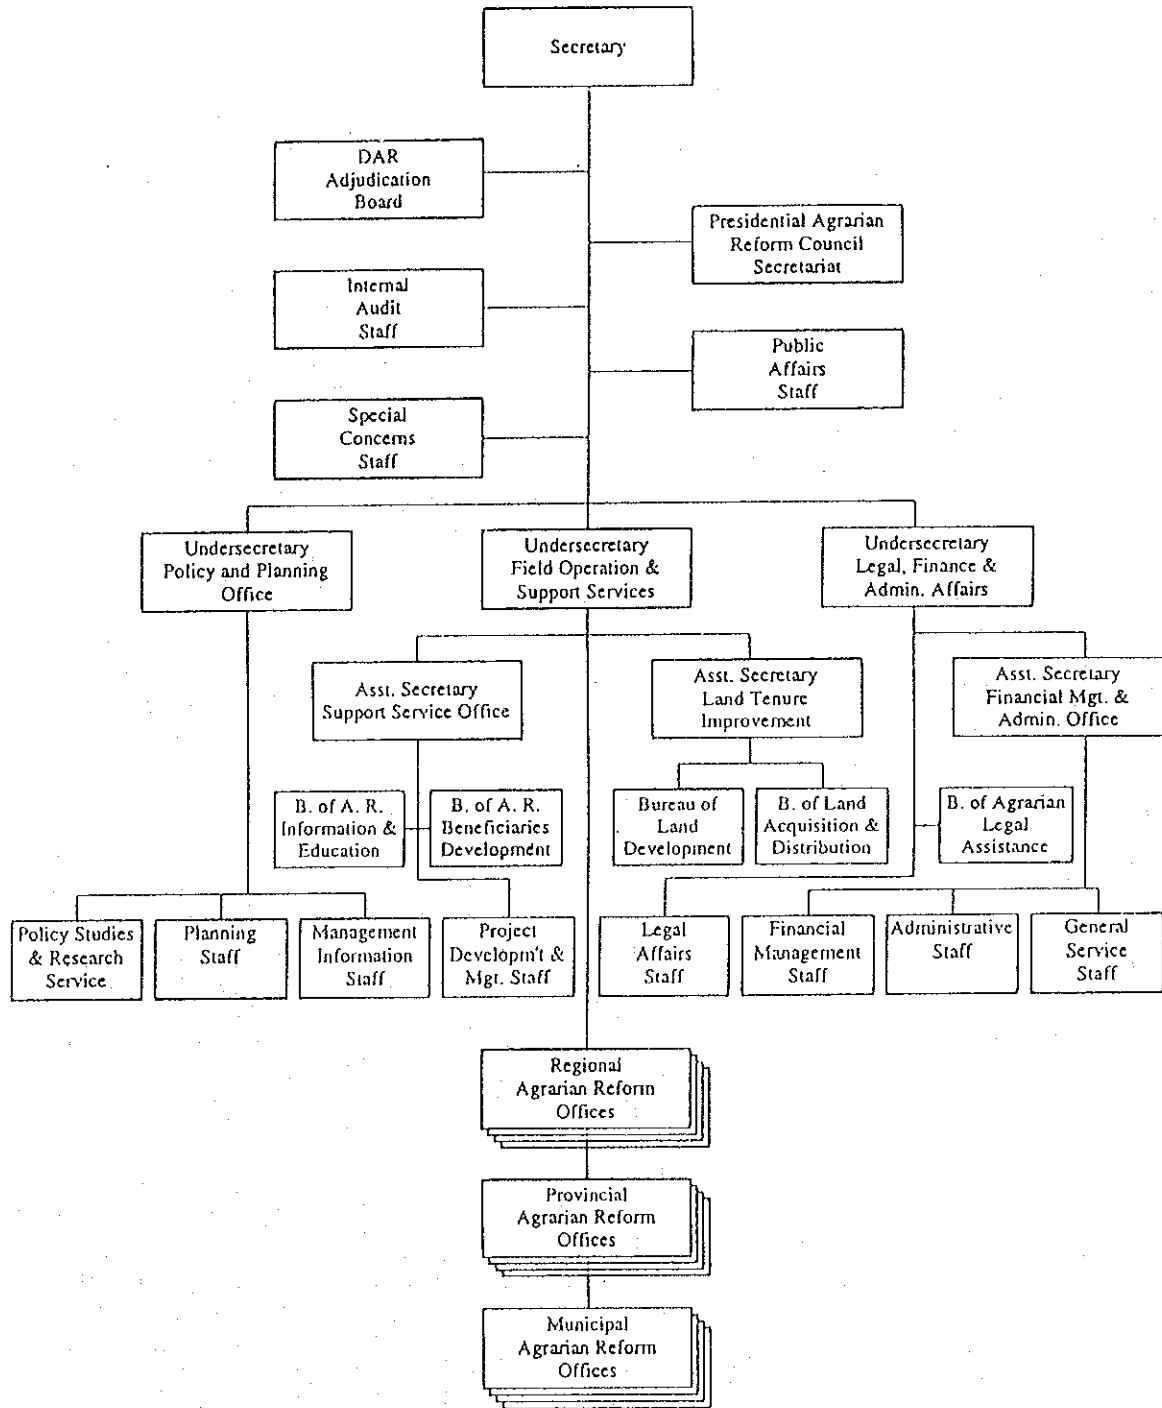 Secretary
DAR
Adjudication
Board
Presidential Agrarian
Reform Council
Secretariat
Internal
Audit
Staff
Public
Affairs
Staff
Special
Concerns
Staff
Undersecretary
Policy and Planning
Office
Undersecretary
Field Operation &
Support Services
Undersecretary
Legal, Finance &
Admin. Affairs
Asst. Secretary
Support Service Office
Asst. Secretary
Land Tenure
Improvement
Asst. Secretary
Financial Mgt. &
Admin. Office
B. of A. R.
Information &
Education
B. of A. R.
Beneficiaries
Development
Bureau of
Land
Development
B. of Land
Acquisition &
Distribution
B. of Agrarian
Legal
Assistance
Policy Studies
& Research
Service
Planning
Staff
Management
Information
Staff
Project
Developm't &
Mgt. Staff
Legal
Affairs
Staff
Financial
Management
Staff
Administrative
Staff
General
Service
Staff
Regional
Agrarian Reform
Offices
Provincial
Agrarian Reform
Offices
Municipal
Agrarian Reform
Offices